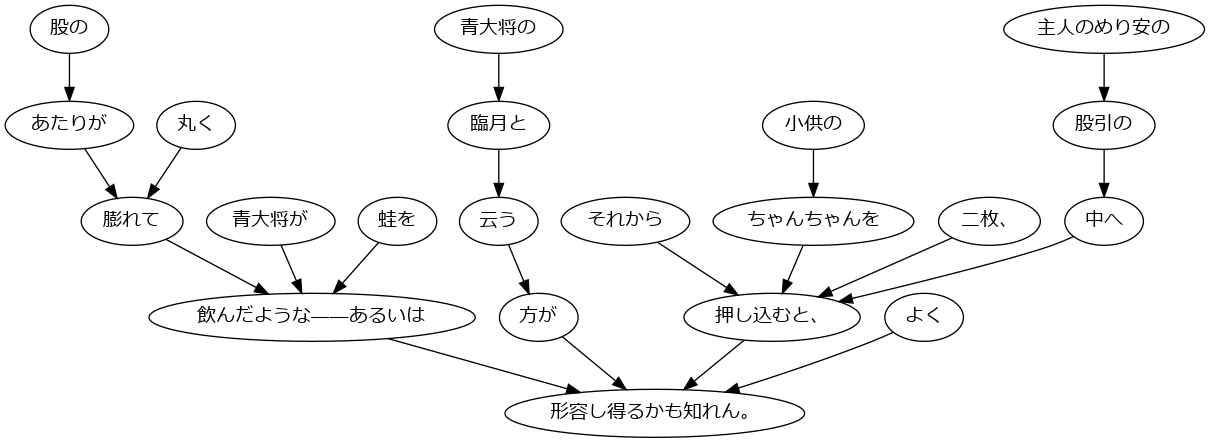 股の 青大将の 主人のめり安の
あたりが 丸く 臨月と 小供の 股引の
膨れて 青大将が 蛙を 云う それから ちゃんちゃんを 二枚、 中へ
飲んだような――あるいは 方が 押し込むと、 よく
形容し得るかも知れん。